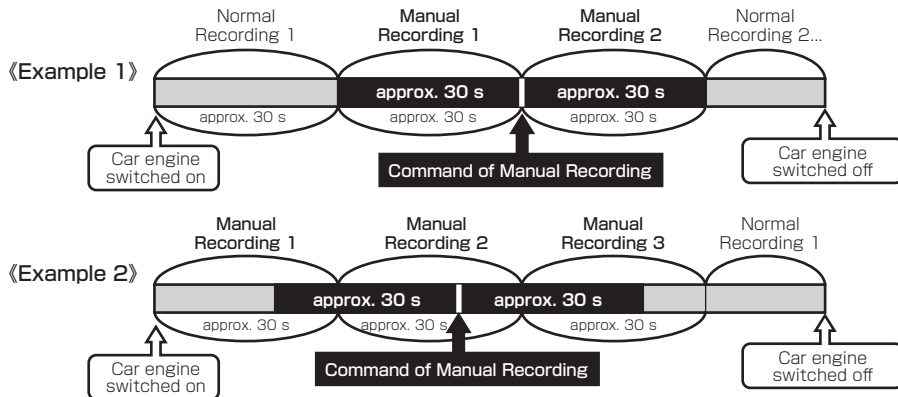 Normal
Recording 1
Manual
Recording 1
Manual
Recording 2
Normal
Recording 2...
《Example 1》
approx. 30 s
approx. 30 s
approx. 30 s
approx. 30 s
approx. 30 s
Car engine
switched on
Command of Manual Recording
Car engine
switched off
Manual
Recording 1
Manual
Recording 2
Manual
Recording 3
Normal
Recording 1
《Example 2》
approx. 30 s
approx. 30 s
approx. 30 s
approx. 30 s
approx. 30 s
Car engine
switched on
Command of Manual Recording
Car engine
switched off